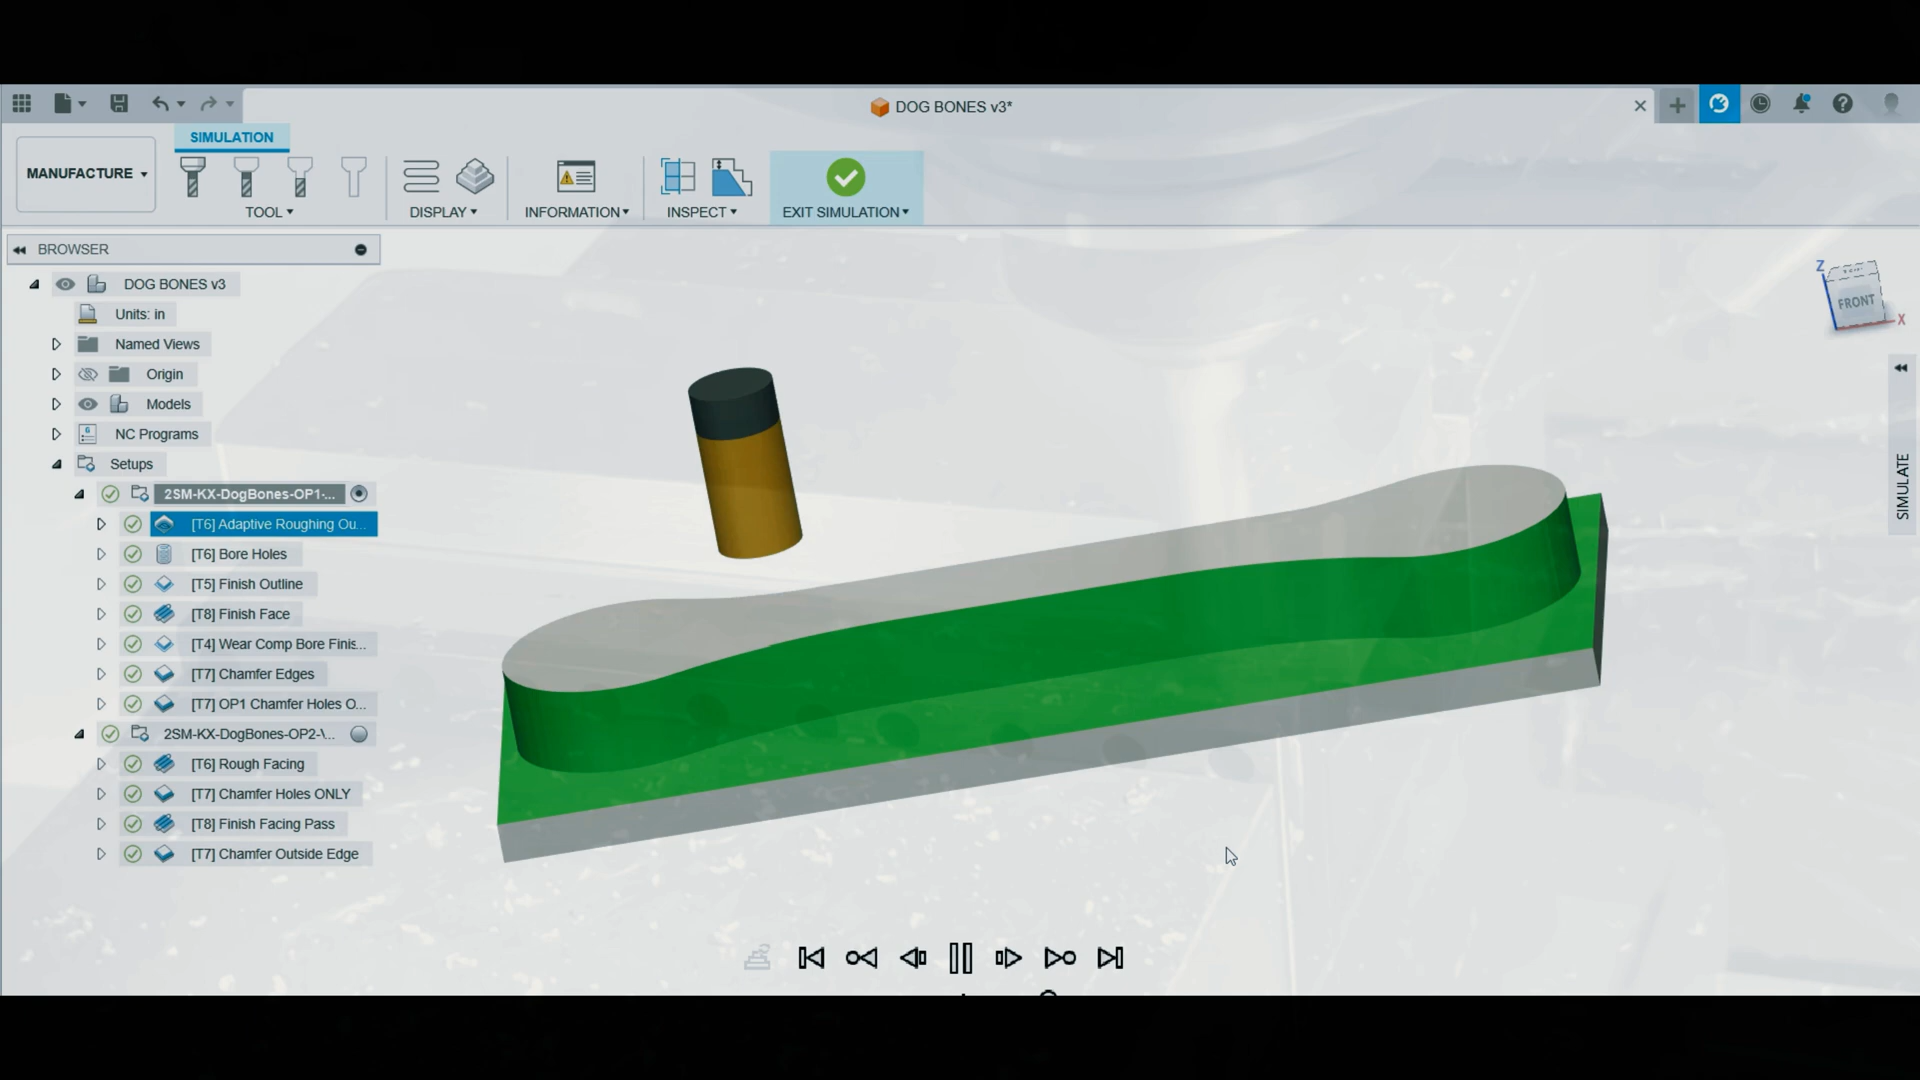 DOG BONES v3*
SIMULATION
MANUFACTURE
TOOL
DISPLAY
INFORMATION
INSPECT
EXIT SIMULATION
BROWSER
DOG BONES v3
Units: in
Named Views
Origin
Models
NC Programs
Setups
2SM-KX-DogBones-OP1-...
[T6] Adaptive Roughing Ou...
[T6] Bore Holes
[T5] Finish Outline
[T8] Finish Face
[T4] Wear Comp Bore Finis...
[T7] Chamfer Edges
[T7] OP1 Chamfer Holes O...
2SM-KX-DogBones-OP2-\...
[T6] Rough Facing
[T7] Chamfer Holes ONLY
[T8] Finish Facing Pass
[T7] Chamfer Outside Edge
Z
FRONT
X
SIMULATE